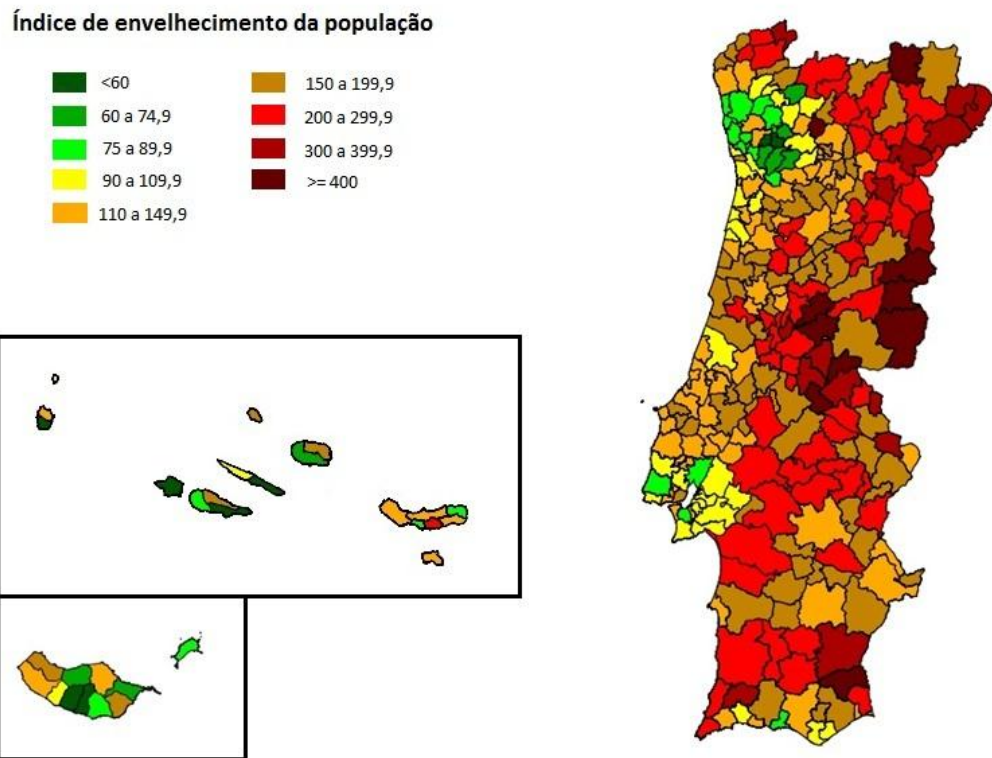 Índice de envelhecimento da população
<60
60 a 74,9
75 a 89,9
90 a 109,9
110 a 149,9
150 a 199,9
200 a 299,9
300 a 399,9
>= 400